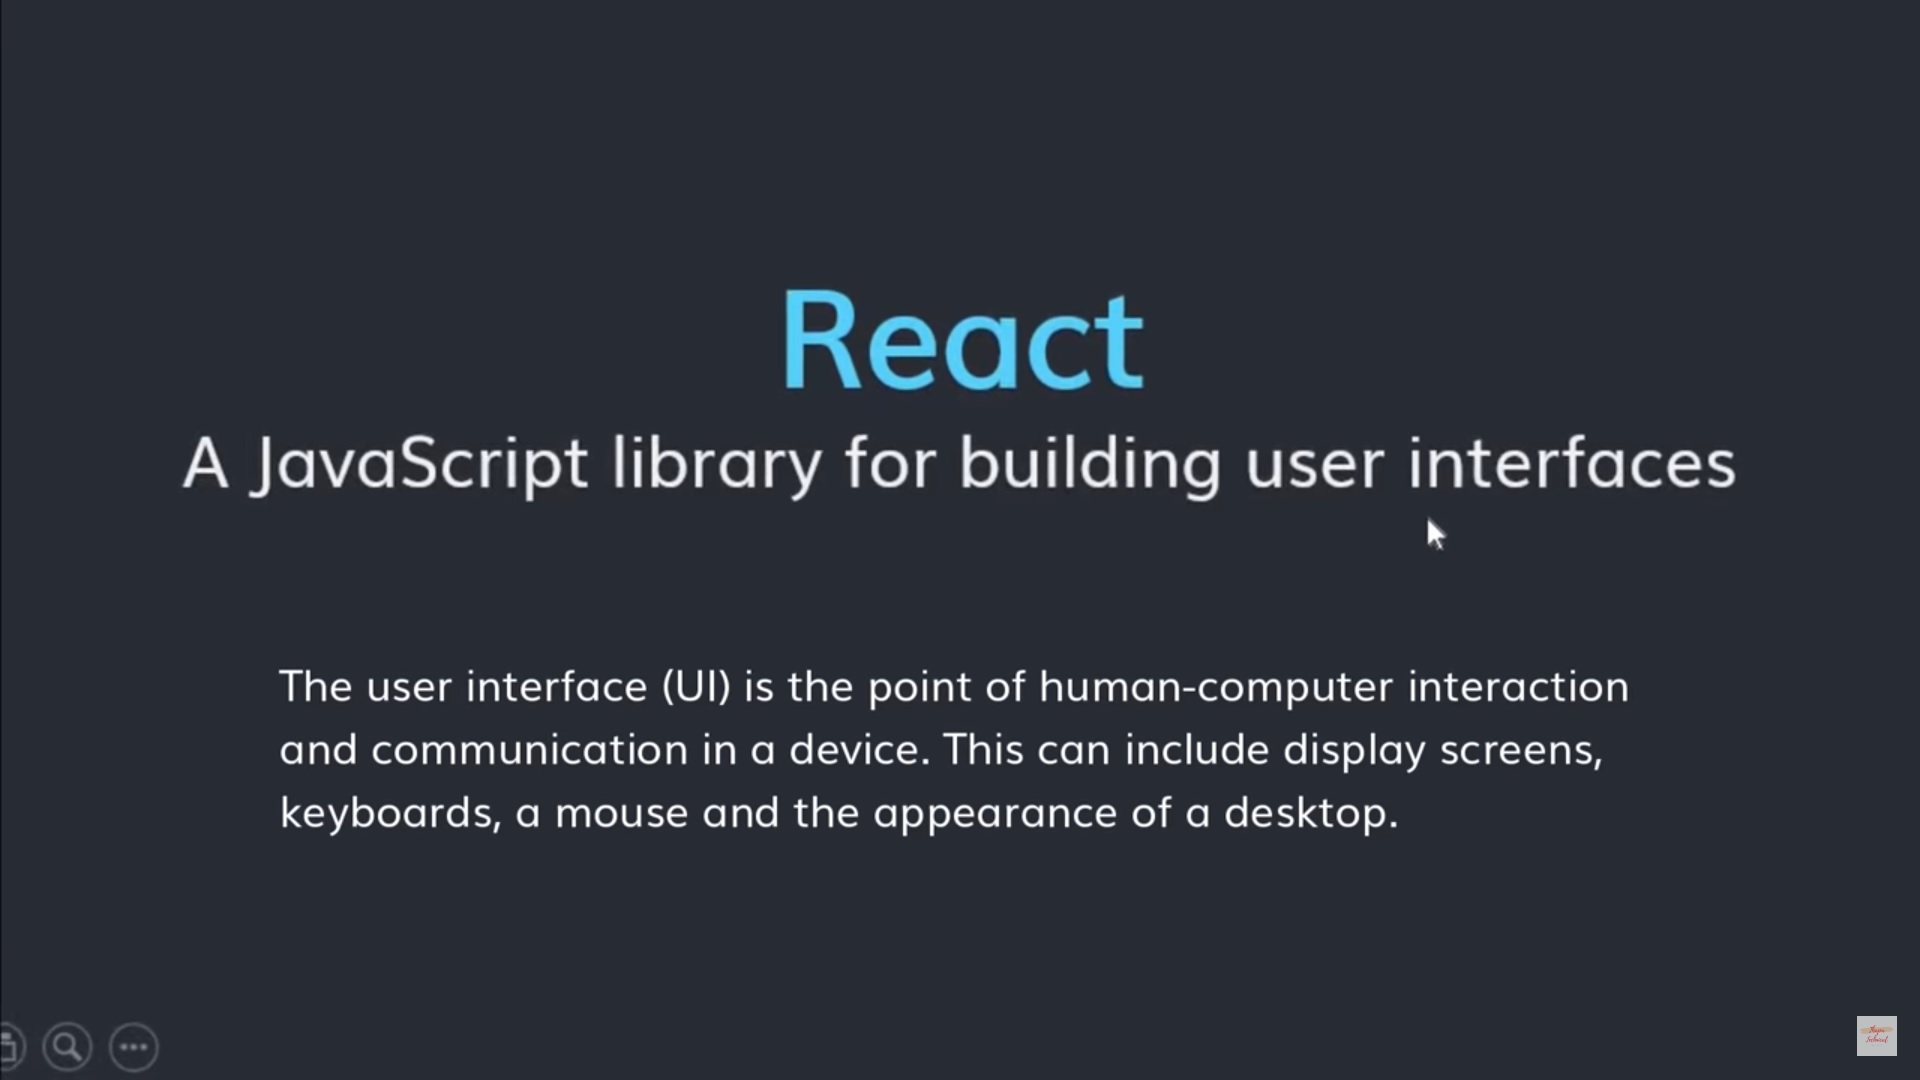 React
A JavaScript library for building user interfaces
The user interface (UI) is the point of human-computer interaction
and communication in a device. This can include display screens,
keyboards, a mouse and the appearance of a desktop.